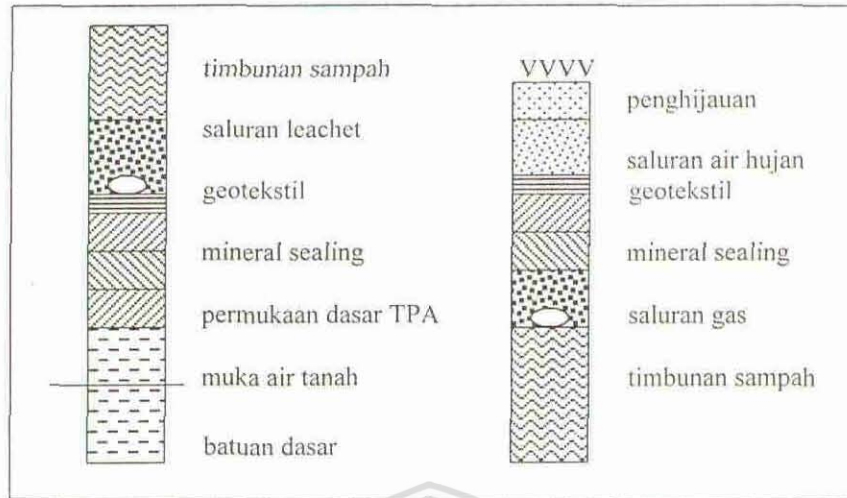 timbunan sampah
saluran leachet
geotekstil
mineral sealing
permukaan dasar TPA
muka air tanah
batuan dasar
VVVV
penghijauan
saluran air hujan
geotekstil
mineral sealing
saluran gas
timbunan sampah